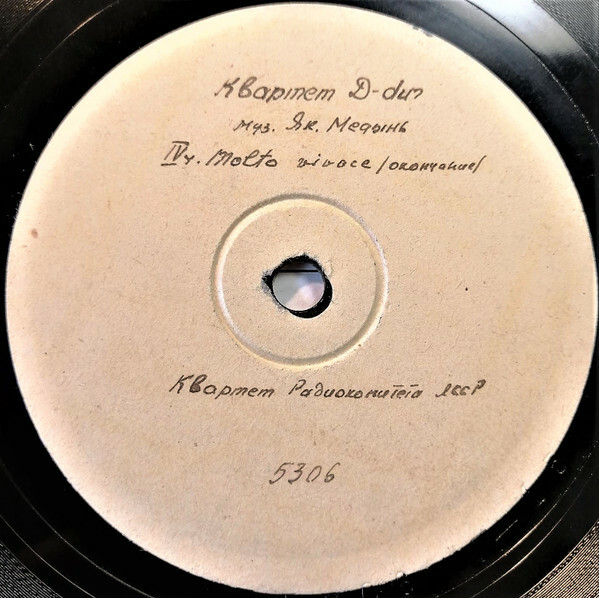 Квартет D-dur
муз. Як. Медынь
IV ч. Molto vivace /окончание/
Квартет Радиокомитета ЛССР
5306